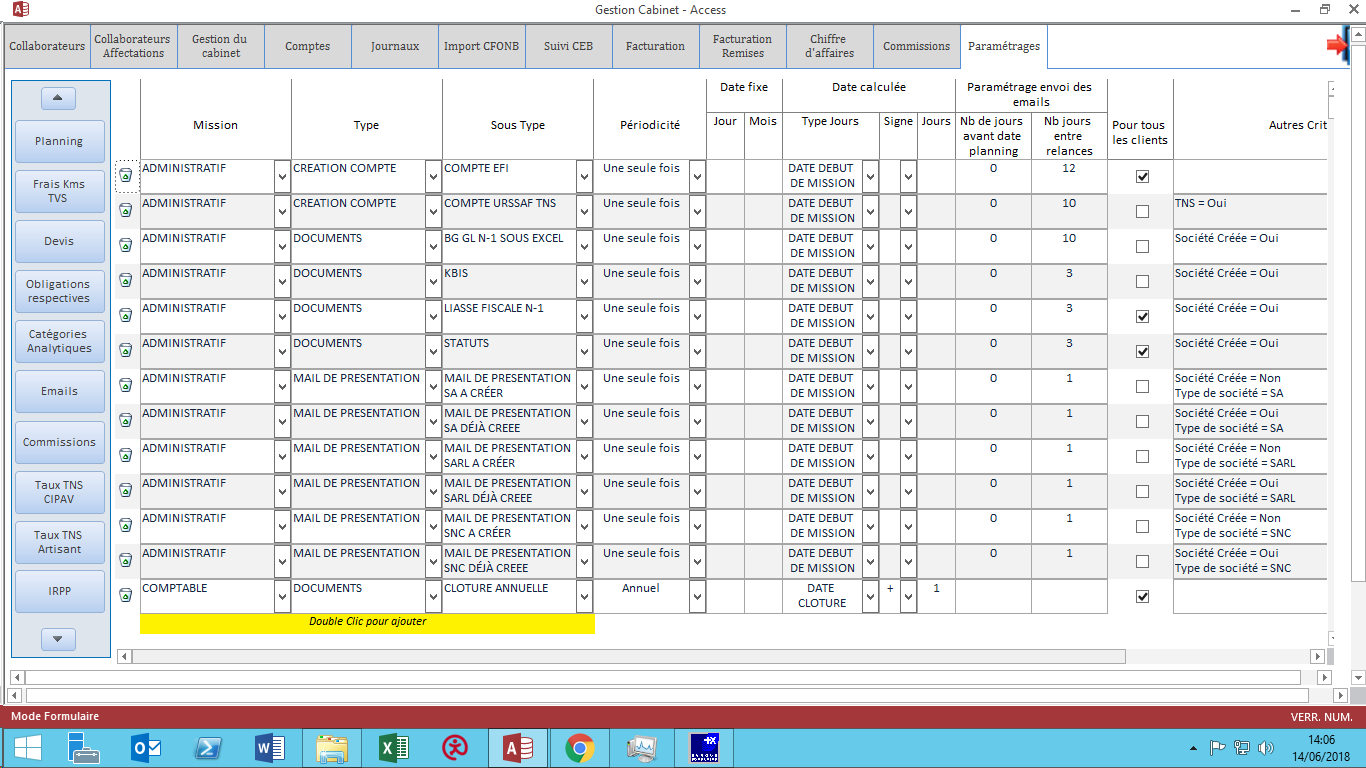 Gestion Cabinet - Access
Collaborateurs
Collaborateurs
Affectations
Gestion du
cabinet
Comptes
Journaux
Import CFONB
Suivi CEB
Facturation
Facturation
Remises
Chiffre
d'affaires
Commissions
Paramétrages
Planning
Frais Kms
TVS
Devis
Obligations
respectives
Catégories
Analytiques
Emails
Commissions
Taux TNS
CIPAV
Taux TNS
Artisant
IRPP
Mission
Type
Sous Type
Périodicité
Date fixe
Jour
Mois
Date calculée
Type Jours
Signe
Jours
Paramétrage envoi des
emails
Nb de jours
avant date
planning
Nb jours
entre
relances
Pour tous
les clients
Autres Crit
ADMINISTRATIF CREATION COMPTE COMPTE EFI Une seule fois DATE DEBUT 0 12
DE MISSION
ADMINISTRATIF CREATION COMPTE COMPTE URSSAF TNS Une seule fois DATE DEBUT 0 10 TNS = Oui
DE MISSION
ADMINISTRATIF DOCUMENTS BG GL N-1 SOUS EXCEL Une seule fois DATE DEBUT 0 10 Société Créée = Oui
DE MISSION
ADMINISTRATIF DOCUMENTS KBIS Une seule fois DATE DEBUT 0 3 Société Créée = Oui
DE MISSION
ADMINISTRATIF DOCUMENTS LIASSE FISCALE N-1 Une seule fois DATE DEBUT 0 3 Société Créée = Oui
DE MISSION
ADMINISTRATIF DOCUMENTS STATUTS Une seule fois DATE DEBUT 0 3 Société Créée = Oui
DE MISSION
ADMINISTRATIF MAIL DE PRESENTATION MAIL DE PRESENTATION Une seule fois DATE DEBUT 0 1 Société Créée = Non
SA A CRÉER DE MISSION Type de société = SA
ADMINISTRATIF MAIL DE PRESENTATION MAIL DE PRESENTATION Une seule fois DATE DEBUT 0 1 Société Créée = Oui
SA DÉJÀ CREEE DE MISSION Type de société = SA
ADMINISTRATIF MAIL DE PRESENTATION MAIL DE PRESENTATION Une seule fois DATE DEBUT 0 1 Société Créée = Non
SARL A CRÉER DE MISSION Type de société = SARL
ADMINISTRATIF MAIL DE PRESENTATION MAIL DE PRESENTATION Une seule fois DATE DEBUT 0 1 Société Créée = Oui
SARL DÉJÀ CREEE DE MISSION Type de société = SARL
ADMINISTRATIF MAIL DE PRESENTATION MAIL DE PRESENTATION Une seule fois DATE DEBUT 0 1 Société Créée = Non
SNC A CRÉER DE MISSION Type de société = SNC
ADMINISTRATIF MAIL DE PRESENTATION MAIL DE PRESENTATION Une seule fois DATE DEBUT 0 1 Société Créée = Oui
SNC DÉJÀ CREEE DE MISSION Type de société = SNC
COMPTABLE DOCUMENTS CLOTURE ANNUELLE Annuel DATE + 1
CLOTURE
Double Clic pour ajouter
Mode Formulaire
VERR. NUM.
14:06
14/06/2018